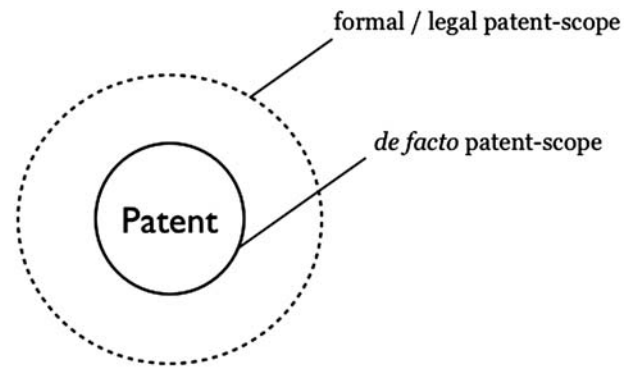 formal / legal patent-scope
de facto patent-scope
Patent